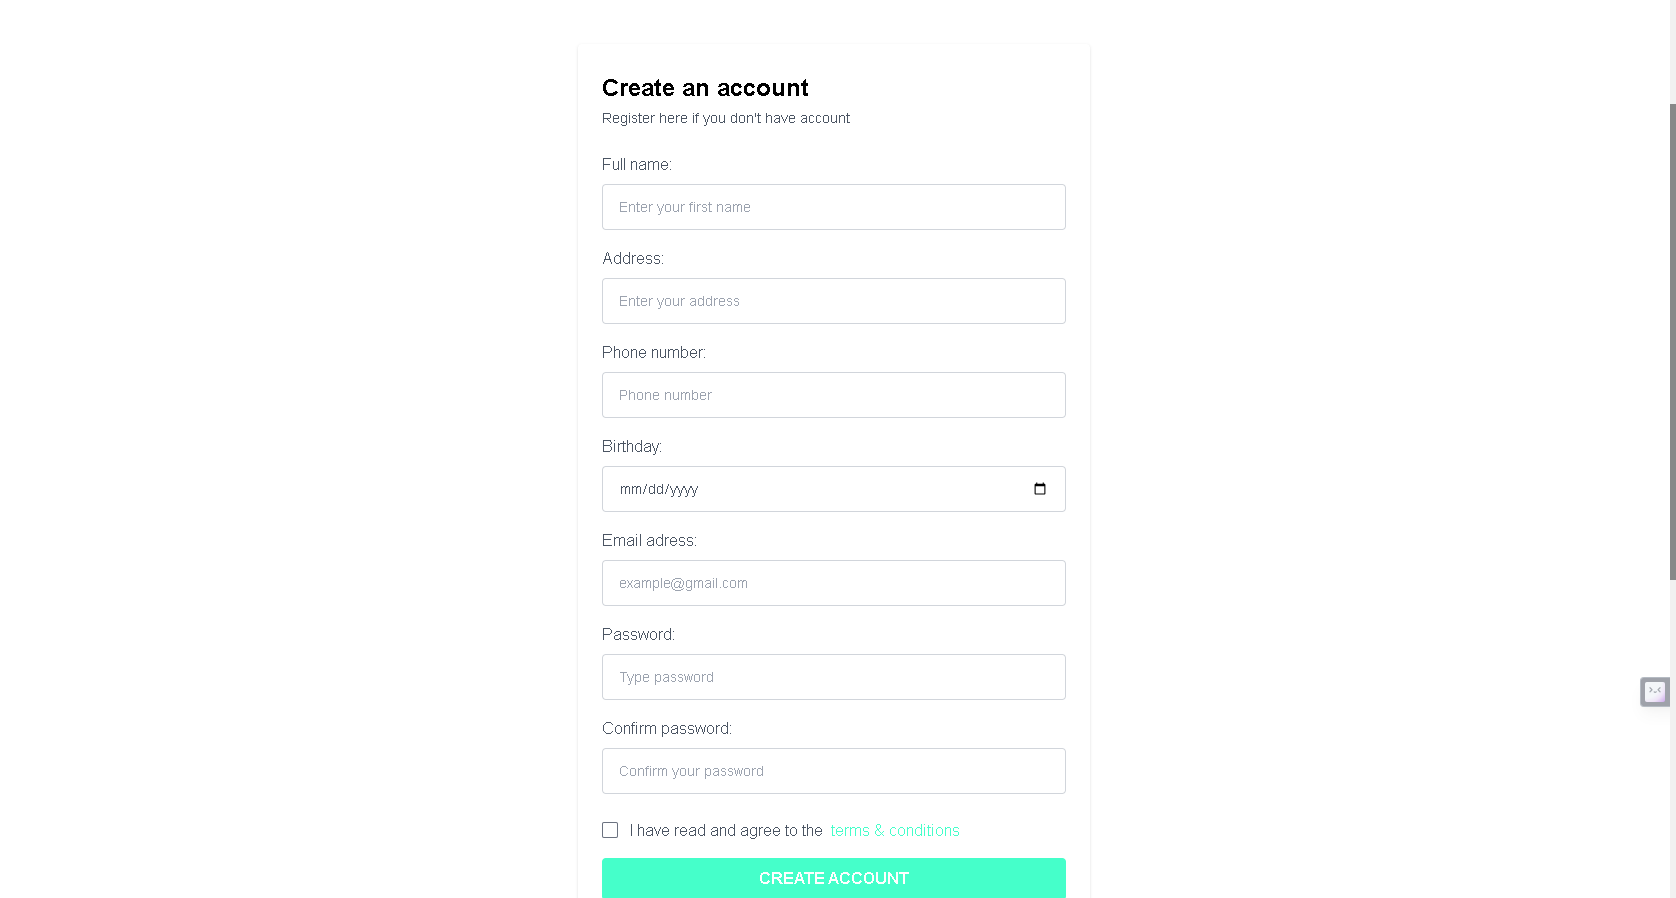 Create an account
Register here if you don't have account
Full name:
Enter your first name
Address:
Enter your address
Phone number:
Phone number
Birthday:
mm/dd/yyyy
Email adress:
example@gmail.com
Password:
Type password
Confirm password:
Confirm your password
I have read and agree to the terms & conditions
CREATE ACCOUNT